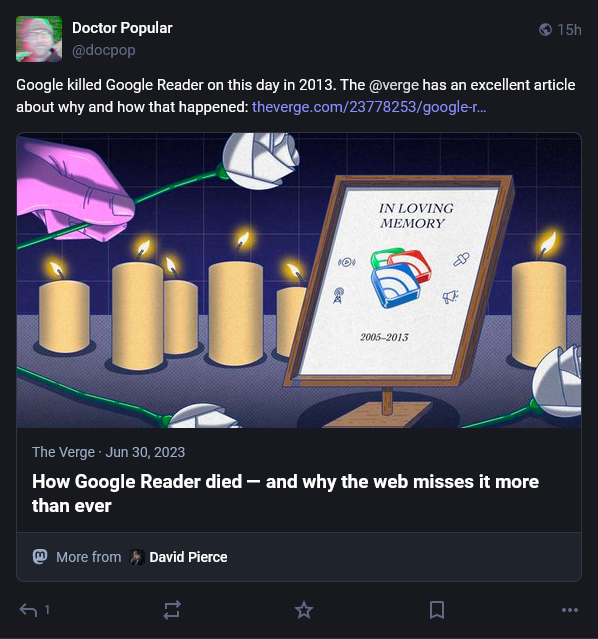 Doctor Popular
15h
@docpop
Google killed Google Reader on this day in 2013. The @verge has an excellent article
about why and how that happened: theverge.com/23778253/google-r…
IN LOVING
MEMORY
2005–2013
The Verge · Jun 30, 2023
How Google Reader died — and why the web misses it more
than ever
More from David Pierce
1